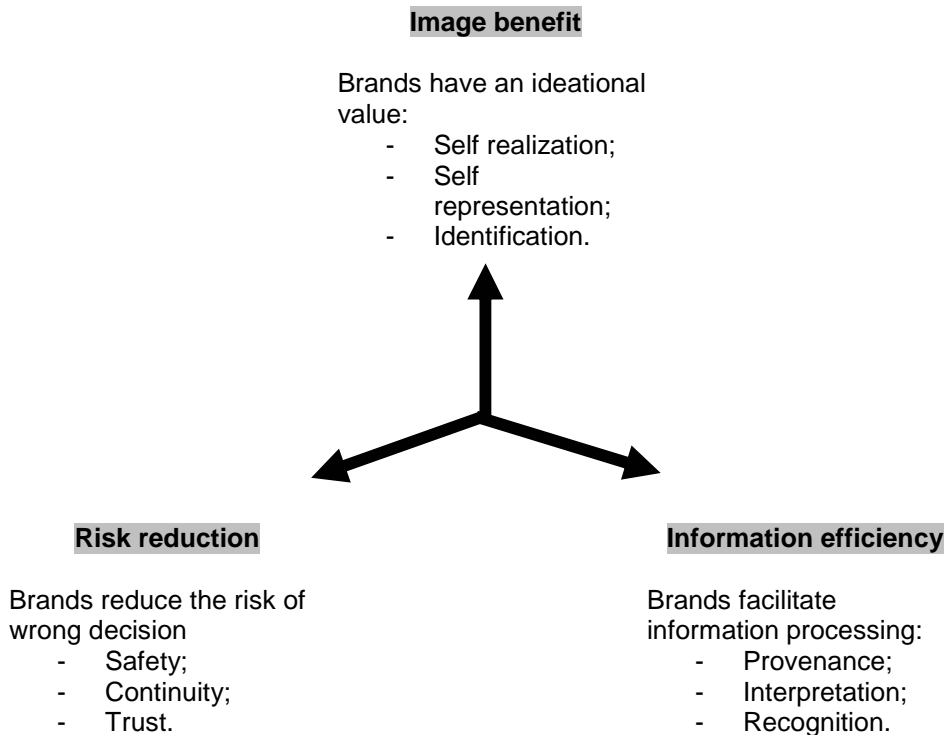 Image benefit
Brands have an ideational
value:
- Self realization;
- Self
representation;
- Identification.
Risk reduction
Brands reduce the risk of
wrong decision
- Safety;
- Continuity;
- Trust.
Information efficiency
Brands facilitate
information processing:
- Provenance;
- Interpretation;
- Recognition.